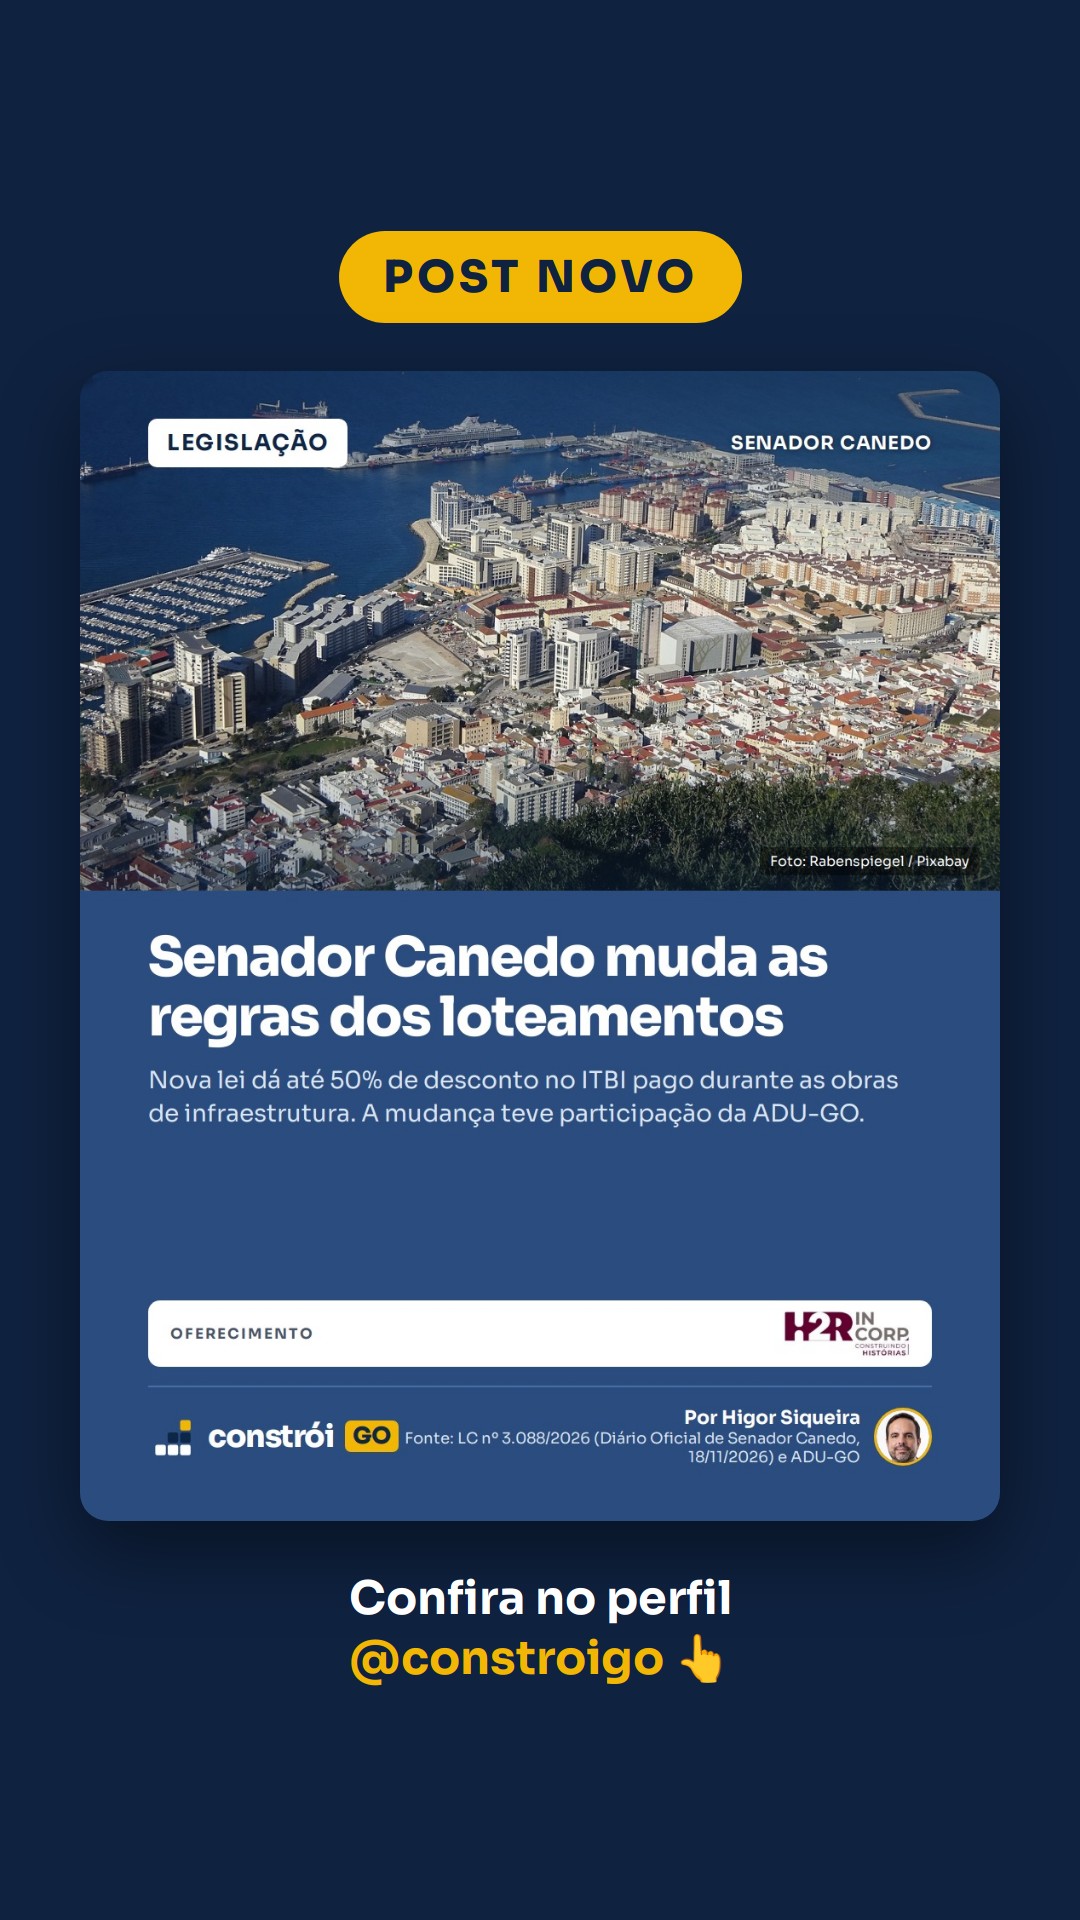 POST NOVO
LEGISLAÇÃO
SENADOR CANEDO
Foto: Rabenspiegel / Pixabay
Senador Canedo muda as
regras dos loteamentos
Nova lei dá até 50% de desconto no ITBI pago durante as obras
de infraestrutura. A mudança teve participação da ADU-GO.
OFERECIMENTO
H2R IN
CORP.
CONSTRUINDO
HISTÓRIAS
constrói GO
Por Higor Siqueira
Fonte: LC nº 3.088/2026 (Diário Oficial de Senador Canedo,
18/11/2026) e ADU-GO
Confira no perfil
@constroigo 👆